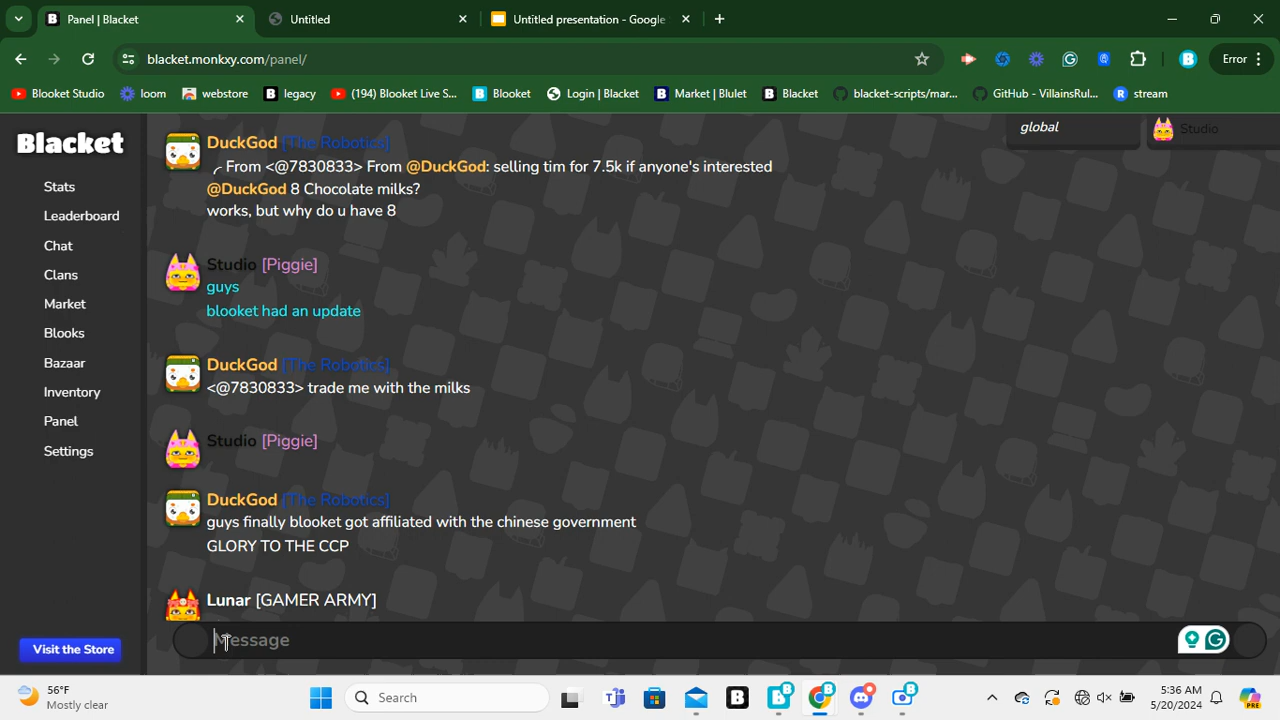 Panel | Blacket
Untitled
Untitled presentation - Google
blacket.monkxy.com/panel/
Error
Blooket Studio
loom
webstore
legacy
(194) Blooket Live S...
Blooket
Login | Blacket
Market | Blulet
Blacket
blacket-scripts/mar...
GitHub - VillainsRul...
stream
Blacket
Stats
Leaderboard
Chat
Clans
Market
Blooks
Bazaar
Inventory
Panel
Settings
Visit the Store
global
Studio
DuckGod [The Robotics]
From <@7830833> From @DuckGod: selling tim for 7.5k if anyone's interested
@DuckGod 8 Chocolate milks?
works, but why do u have 8
Studio [Piggie]
guys
blooket had an update
DuckGod [The Robotics]
<@7830833> trade me with the milks
Studio [Piggie]
DuckGod [The Robotics]
guys finally blooket got affiliated with the chinese government
GLORY TO THE CCP
Lunar [GAMER ARMY]
Message
56°F
Mostly clear
Search
5:36 AM
5/20/2024
PRE